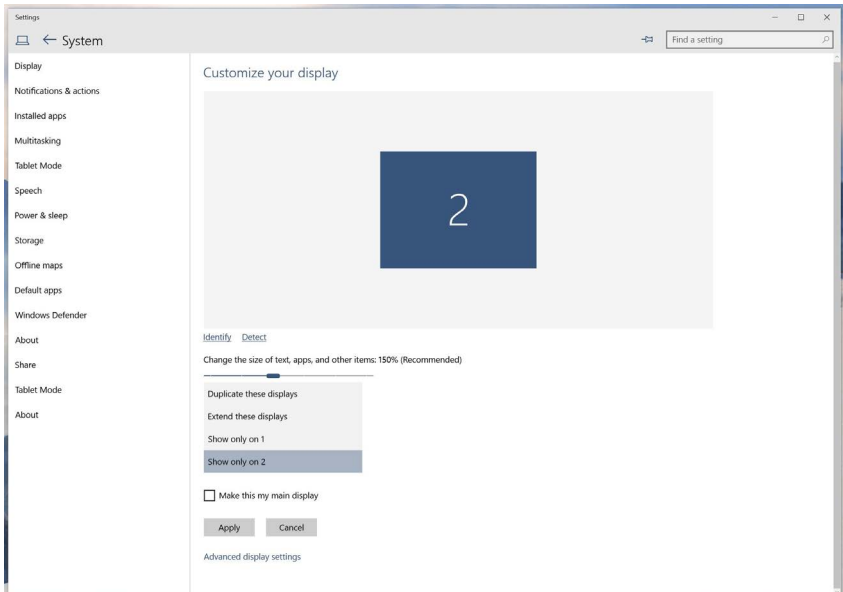 Settings
System
Find a setting
Display
Notifications & actions
Installed apps
Multitasking
Tablet Mode
Speech
Power & sleep
Storage
Offline maps
Default apps
Windows Defender
About
Share
Tablet Mode
About
Customize your display
2
Identify Detect
Change the size of text, apps, and other items: 150% (Recommended)
Duplicate these displays
Extend these displays
Show only on 1
Show only on 2
Make this my main display
Apply Cancel
Advanced display settings